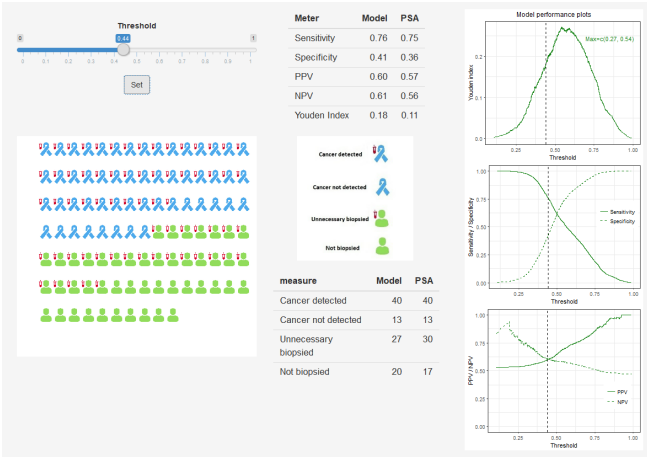 Threshold
0
0.44
1
0 0.1 0.2 0.3 0.4 0.5 0.6 0.7 0.8 0.9 1
Set
Meter Model PSA
Sensitivity 0.76 0.75
Specificity 0.41 0.36
PPV 0.60 0.57
NPV 0.61 0.56
Youden Index 0.18 0.11
Cancer detected
Cancer not detected
Unnecessary biopsied
Not biopsied
measure Model PSA
Cancer detected 40 40
Cancer not detected 13 13
Unnecessary
biopsied 27 30
Not biopsied 20 17
Model performance plots
Max=c(0.27, 0.54)
Youden index
0.2
0.1
0.0
0.25 0.50 0.75 1.00
Threshold
Sensitivity / Specificity
1.00
0.75
0.50
0.25
0.00
Sensitivity
Specificity
0.25 0.50 0.75 1.00
Threshold
PPV / NPV
1.00
0.75
0.50
0.25
0.00
PPV
NPV
0.25 0.50 0.75 1.00
Threshold